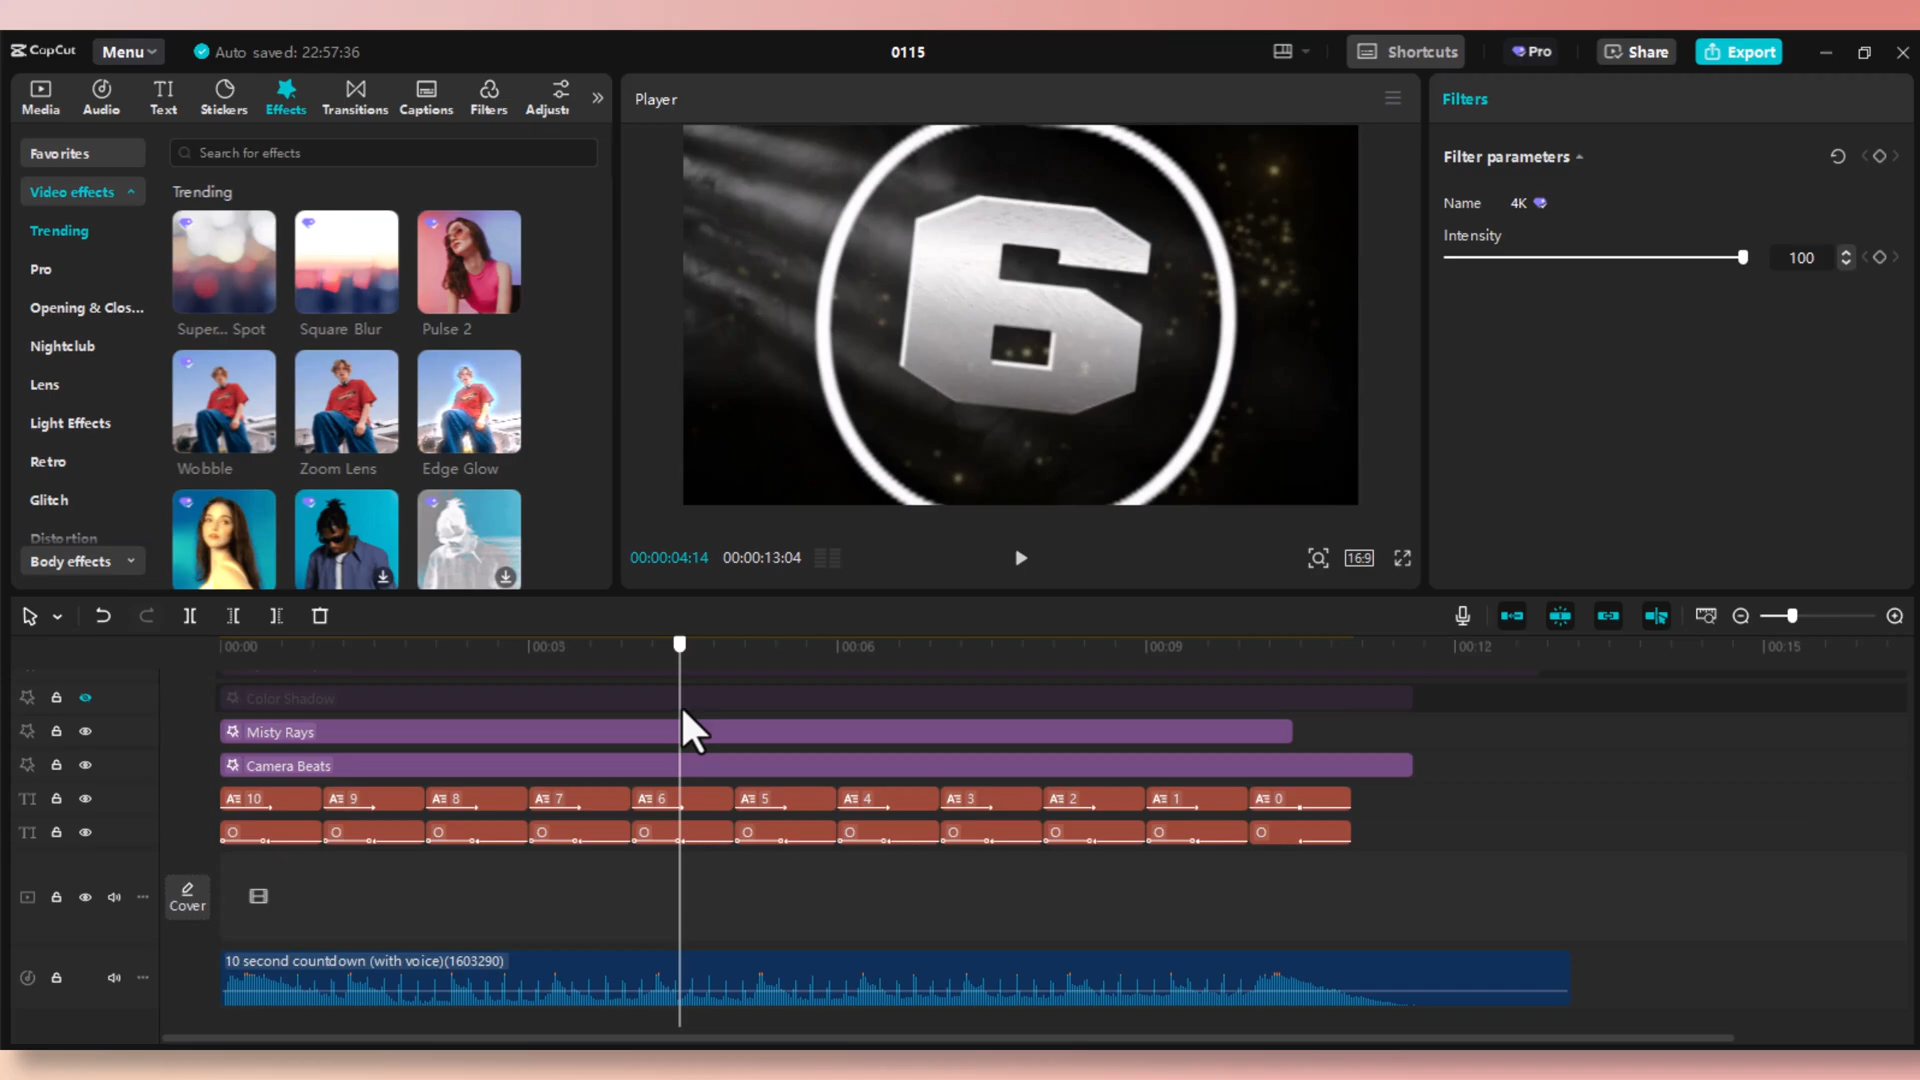 CapCut
Menu
Auto saved: 22:57:36
0115
Shortcuts
Pro
Share
Export
Media
Audio
TI
Text
Stickers
Effects
Transitions
Captions
Filters
Adjustr
Player
Filters
Favorites
Video effects
Trending
Pro
Opening & Clos...
Nightclub
Lens
Light Effects
Retro
Glitch
Distortion
Body effects
Search for effects
Trending
Super... Spot
Square Blur
Pulse 2
Wobble
Zoom Lens
Edge Glow
6
00:00:04:14
00:00:13:04
16:9
Filter parameters
Name 4K
Intensity
100
00:00
00:03
00:06
00:09
00:12
00:15
Color Shadow
Misty Rays
Camera Beats
TI
10
9
8
7
6
5
4
3
2
1
0
TI
O
O
O
O
O
O
O
O
O
O
O
Cover
10 second countdown (with voice)(1603290)